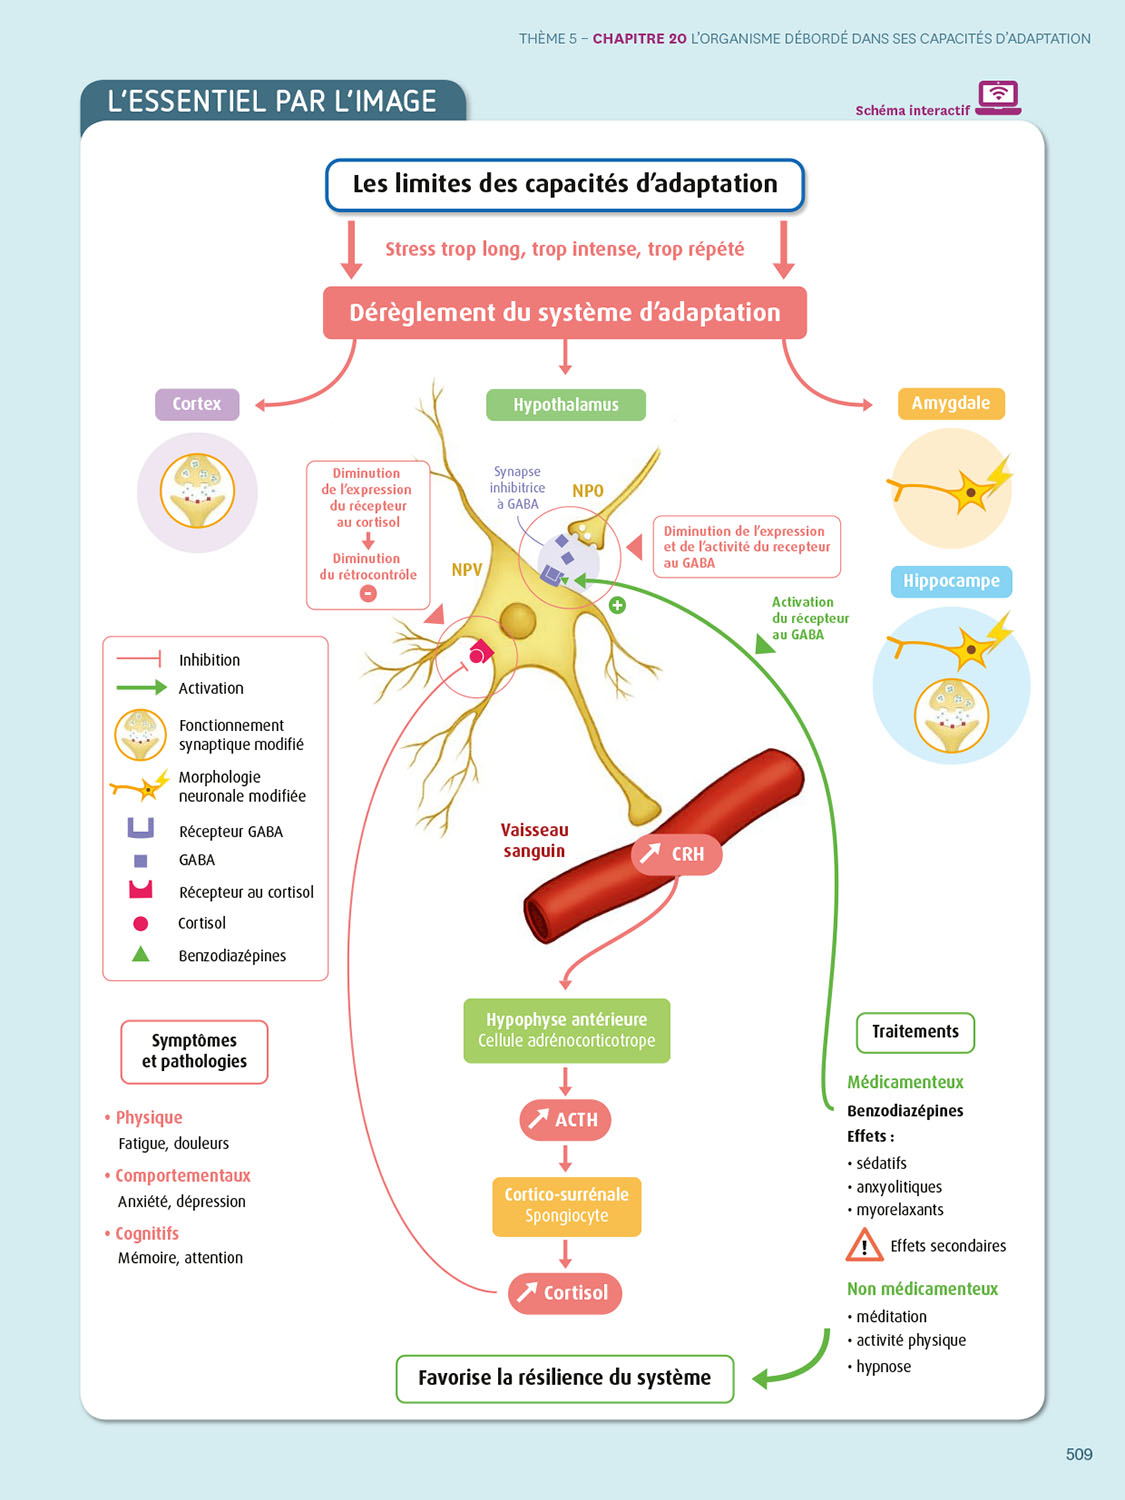 THÈME 5 – CHAPITRE 20 L'ORGANISME DÉBORDÉ DANS SES CAPACITÉS D'ADAPTATION
L'ESSENTIEL PAR L'IMAGE
Schéma interactif
Les limites des capacités d'adaptation
Stress trop long, trop intense, trop répété
Dérèglement du système d'adaptation
Cortex
Hypothalamus
Amygdale
Diminution
de l'expression
du récepteur
au cortisol
Diminution
du rétrocontrôle
-
Synapse
inhibitrice
à GABA
NPO
NPV
Diminution de l'expression
et de l'activité du recepteur
au GABA
Hippocampe
+
Activation
du récepteur
au GABA
Inhibition
Activation
Fonctionnement
synaptique modifié
Morphologie
neuronale modifiée
Récepteur GABA
GABA
Récepteur au cortisol
Cortisol
Benzodiazépines
Vaisseau
sanguin
CRH
Hypophyse antérieure
Cellule adrénocorticotrope
ACTH
Cortico-surrénale
Spongiocyte
Cortisol
Symptômes
et pathologies
• Physique
Fatigue, douleurs
• Comportementaux
Anxiété, dépression
• Cognitifs
Mémoire, attention
Traitements
Médicamenteux
Benzodiazépines
Effets :
• sédatifs
• anxyolitiques
• myorelaxants
! Effets secondaires
Non médicamenteux
• méditation
• activité physique
• hypnose
Favorise la résilience du système
509